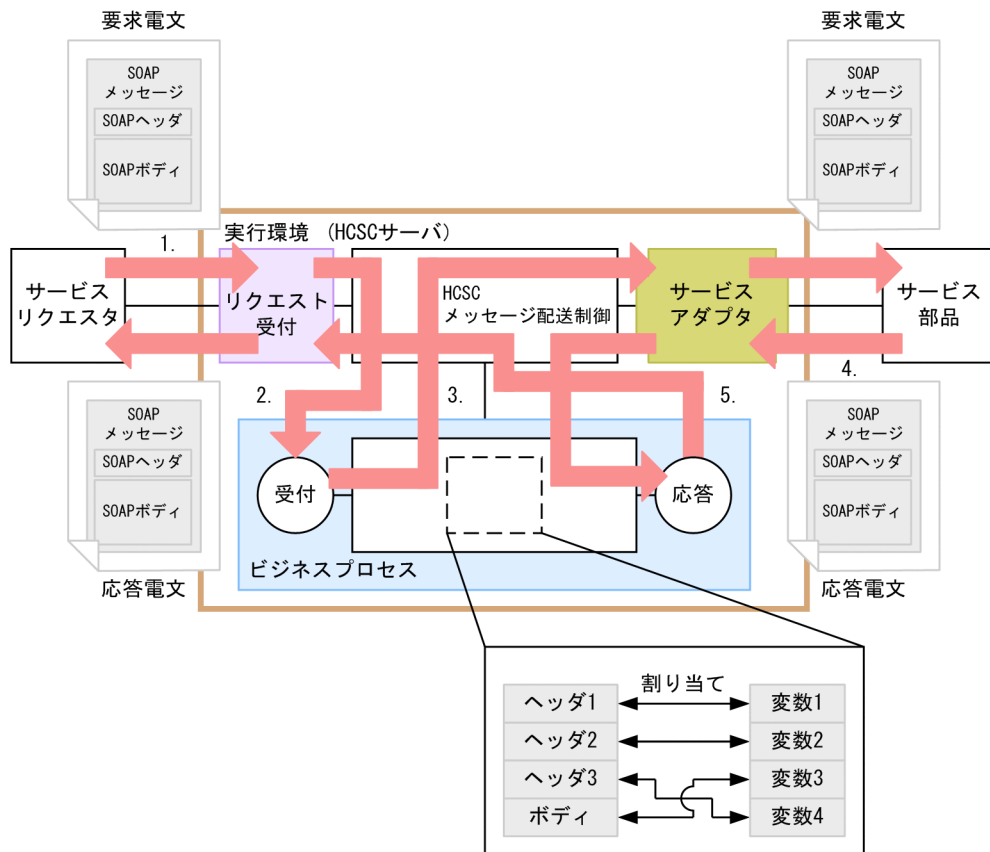 要求電文
SOAP
メッセージ
SOAPヘッダ
SOAPボディ
要求電文
SOAP
メッセージ
SOAPヘッダ
SOAPボディ
実行環境 (HCSCサーバ)
1.
サービス
リクエスタ
リクエスト
受付
HCSC
メッセージ配送制御
サービス
アダプタ
サービス
部品
2.
3.
5.
4.
SOAP
メッセージ
SOAPヘッダ
SOAPボディ
応答電文
受付
応答
ビジネスプロセス
SOAP
メッセージ
SOAPヘッダ
SOAPボディ
応答電文
割り当て
ヘッダ1
変数1
ヘッダ2
変数2
ヘッダ3
変数3
ボディ
変数4